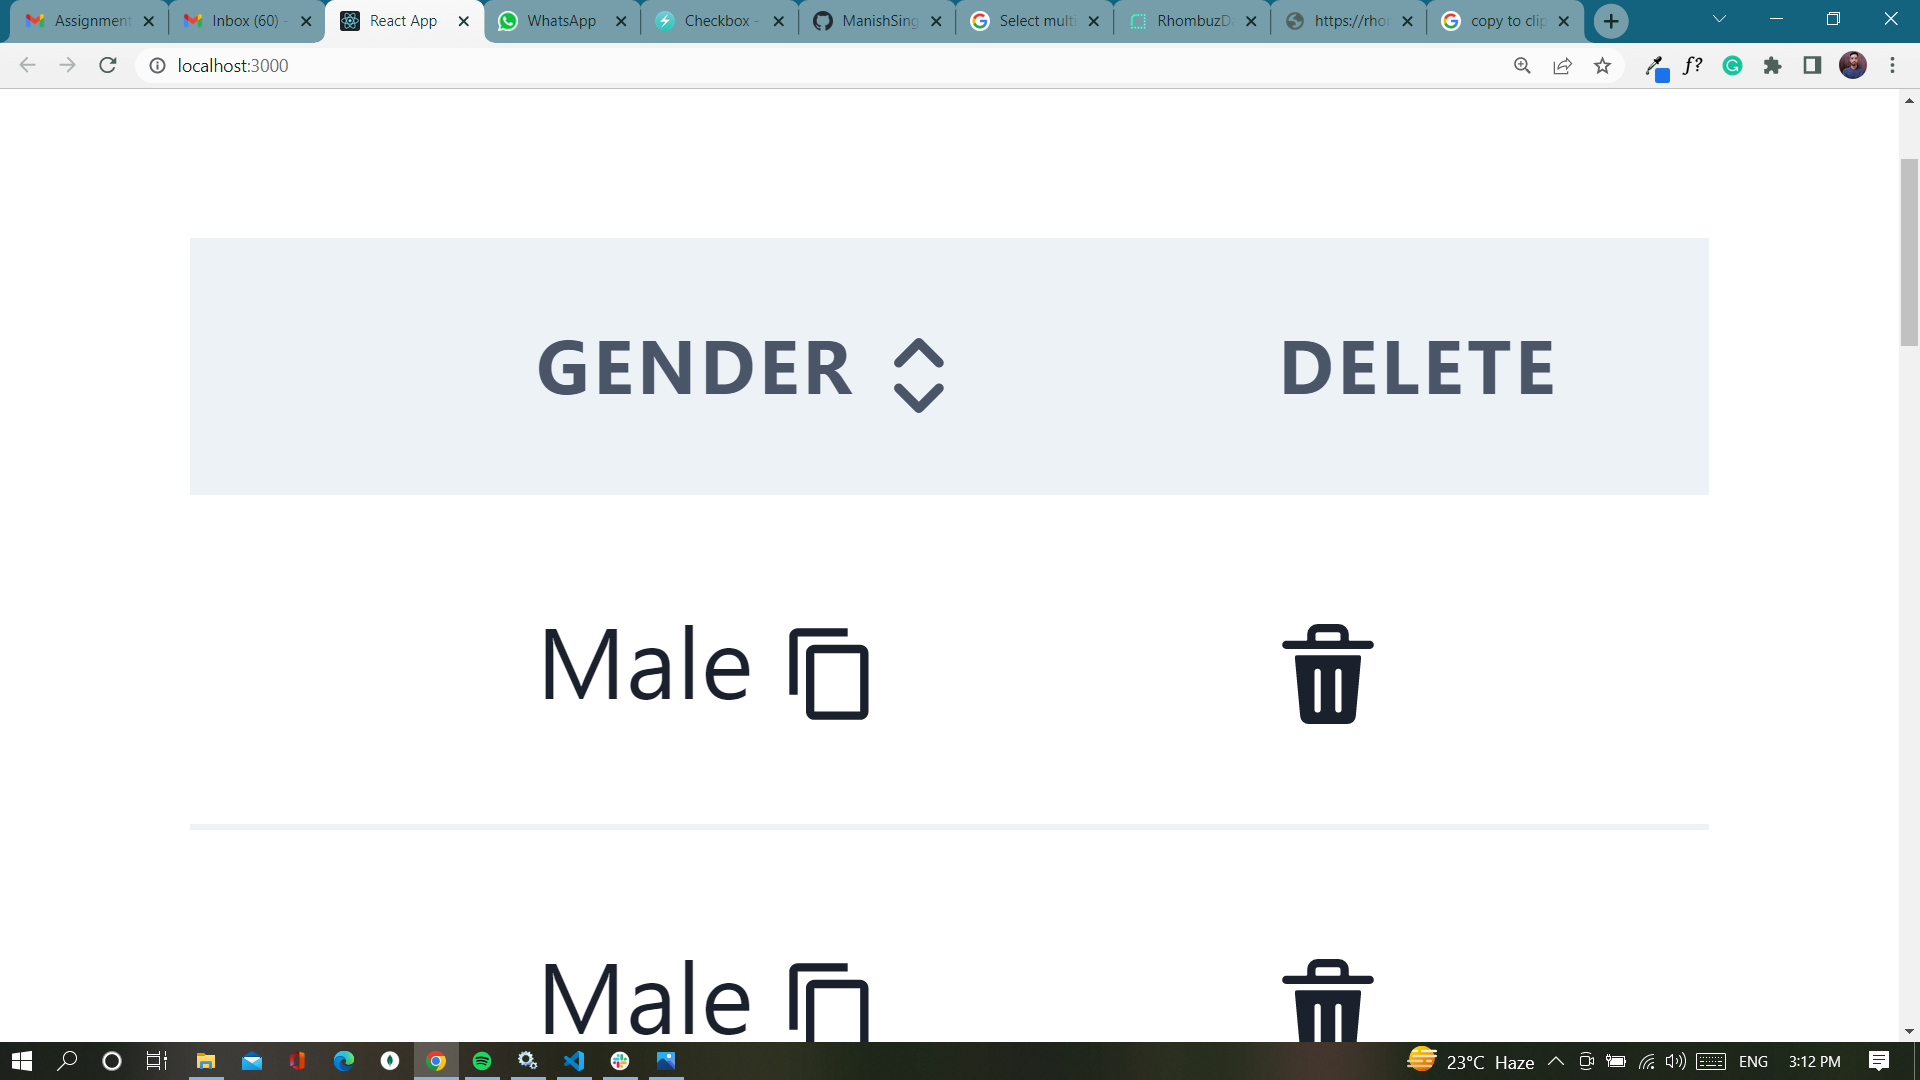 Assignment
Inbox (60) -
React App
WhatsApp
Checkbox -
ManishSing
Select multi
RhombuzDa
https://rhor
copy to clip
localhost:3000
f?
GENDER
DELETE
Male
Male
23°C Haze
ENG
3:12 PM